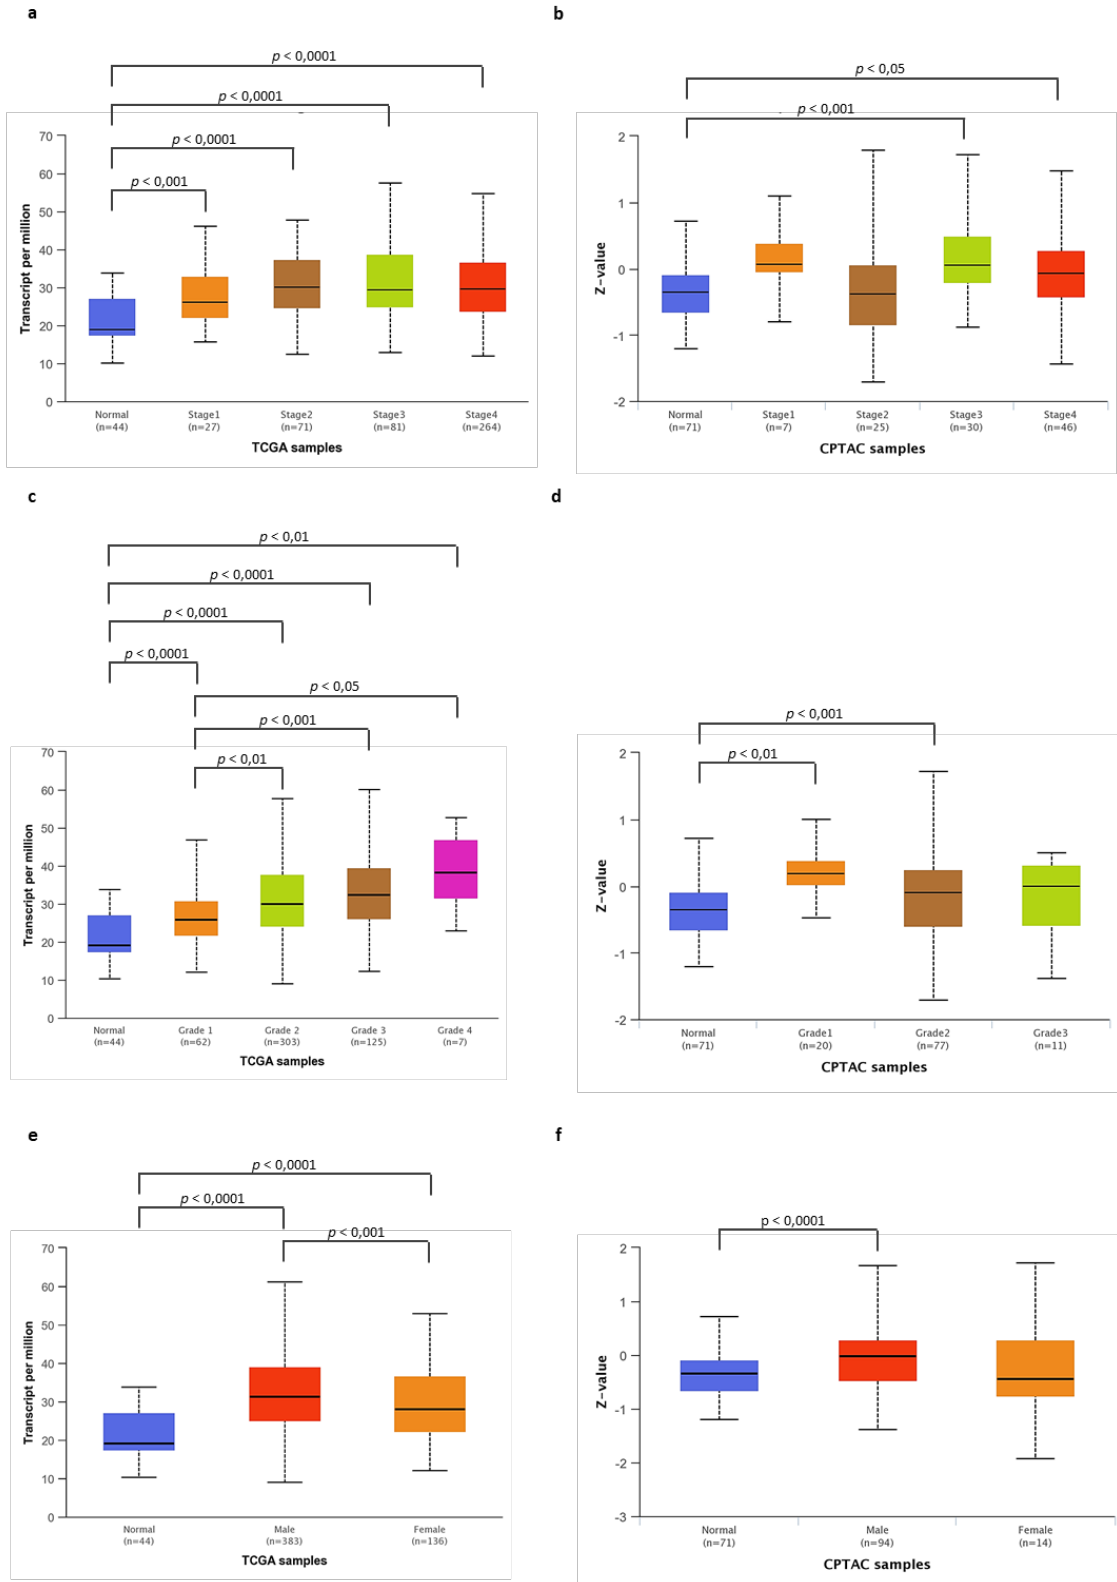 a
p < 0,0001
p < 0,0001
p < 0,0001
p < 0,001
70
60
50
40
30
20
10
0
Transcript per million
Normal Stage1 Stage2 Stage3 Stage4
(n=44) (n=27) (n=71) (n=81) (n=264)
TCGA samples
b
p < 0,05
p < 0,001
2
1
0
-1
-2
Z-value
Normal Stage1 Stage2 Stage3 Stage4
(n=71) (n=7) (n=25) (n=30) (n=46)
CPTAC samples
c
p < 0,01
p < 0,0001
p < 0,0001
p < 0,0001
p < 0,05
p < 0,001
p < 0,01
70
60
50
40
30
20
10
0
Transcript per million
Normal Grade 1 Grade 2 Grade 3 Grade 4
(n=44) (n=62) (n=303) (n=125) (n=7)
TCGA samples
d
p < 0,001
p < 0,01
2
1
0
-1
-2
Z-value
Normal Grade1 Grade2 Grade3
(n=71) (n=20) (n=77) (n=11)
CPTAC samples
e
p < 0,0001
p < 0,0001
p < 0,001
70
60
50
40
30
20
10
0
Transcript per million
Normal Male Female
(n=44) (n=383) (n=136)
TCGA samples
f
p < 0,0001
2
1
0
-1
-2
-3
Z-value
Normal Male Female
(n=71) (n=94) (n=14)
CPTAC samples